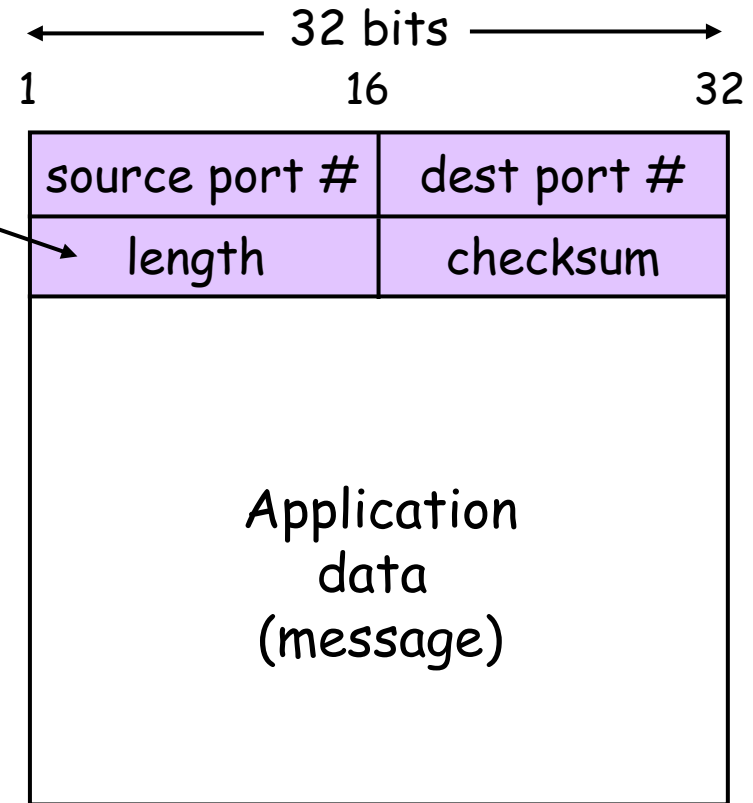 32 bits
1 16 32
source port # dest port #
length checksum
Application
data
(message)